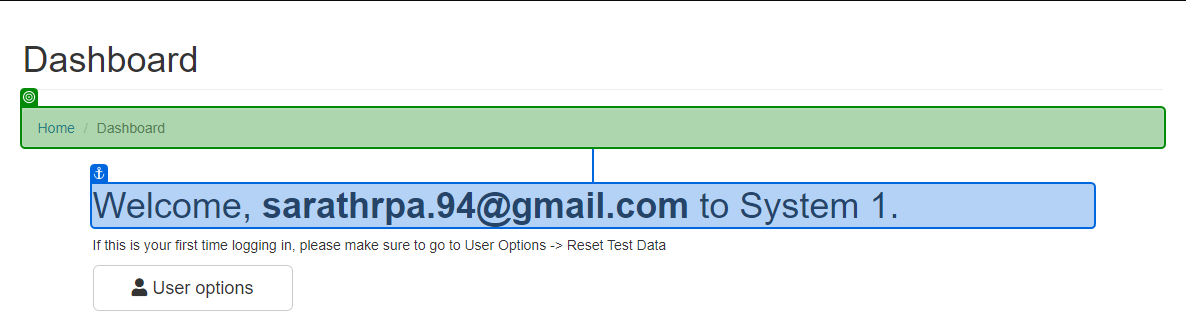 Dashboard
Home / Dashboard
Welcome, sarathrpa.94@gmail.com to System 1.
If this is your first time logging in, please make sure to go to User Options -> Reset Test Data
User options